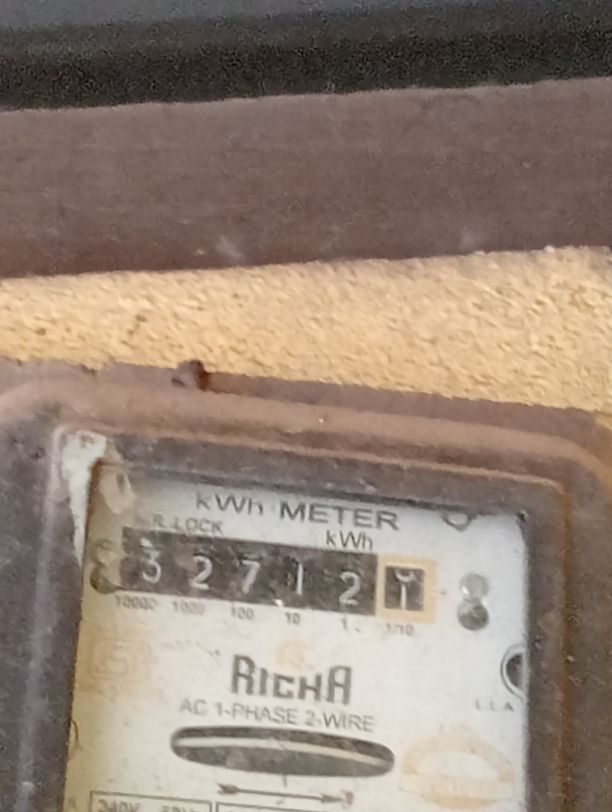 kWh METER
R. LOCK
kWh
3 2 7 1 2
10000 1000 100 10 1 1/10
RICHA
AC 1-PHASE 2-WIRE
L.L.A
240V